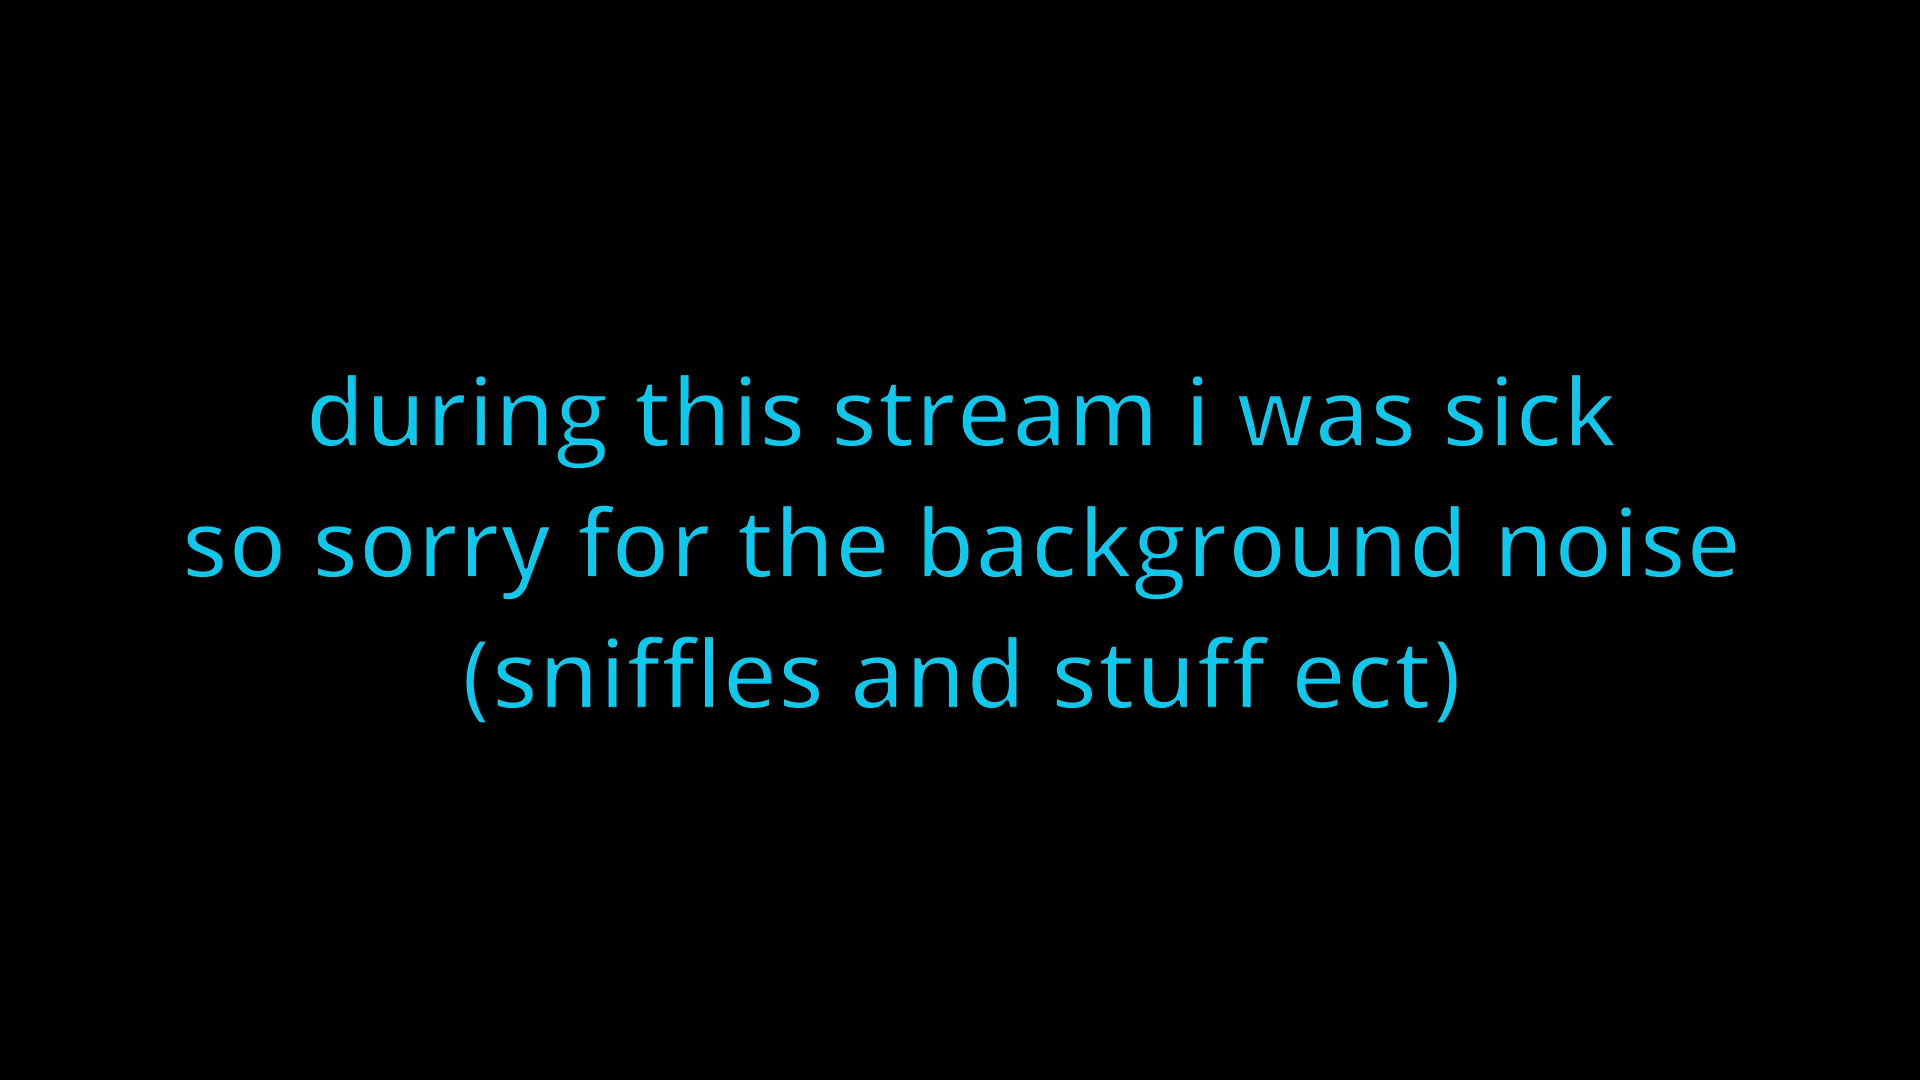 during this stream i was sick
so sorry for the background noise
(sniffles and stuff ect)